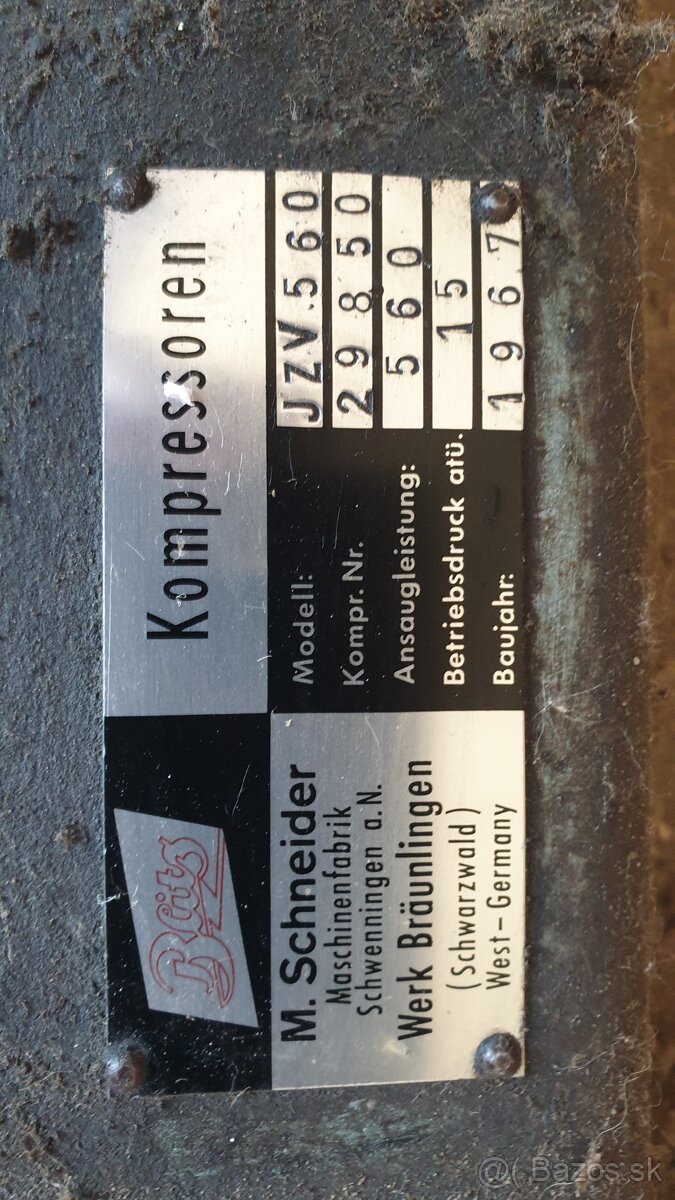 Blitz
Kompressoren
M. Schneider
Maschinenfabrik
Schwenningen a.N.
Werk Bräunlingen
(Schwarzwald)
West-Germany
Modell: JZV.560
Kompr. Nr. 29850
Ansaugleistung: 560
Betriebsdruck atü. 15
Baujahr: 1967
@( Bazos.sk